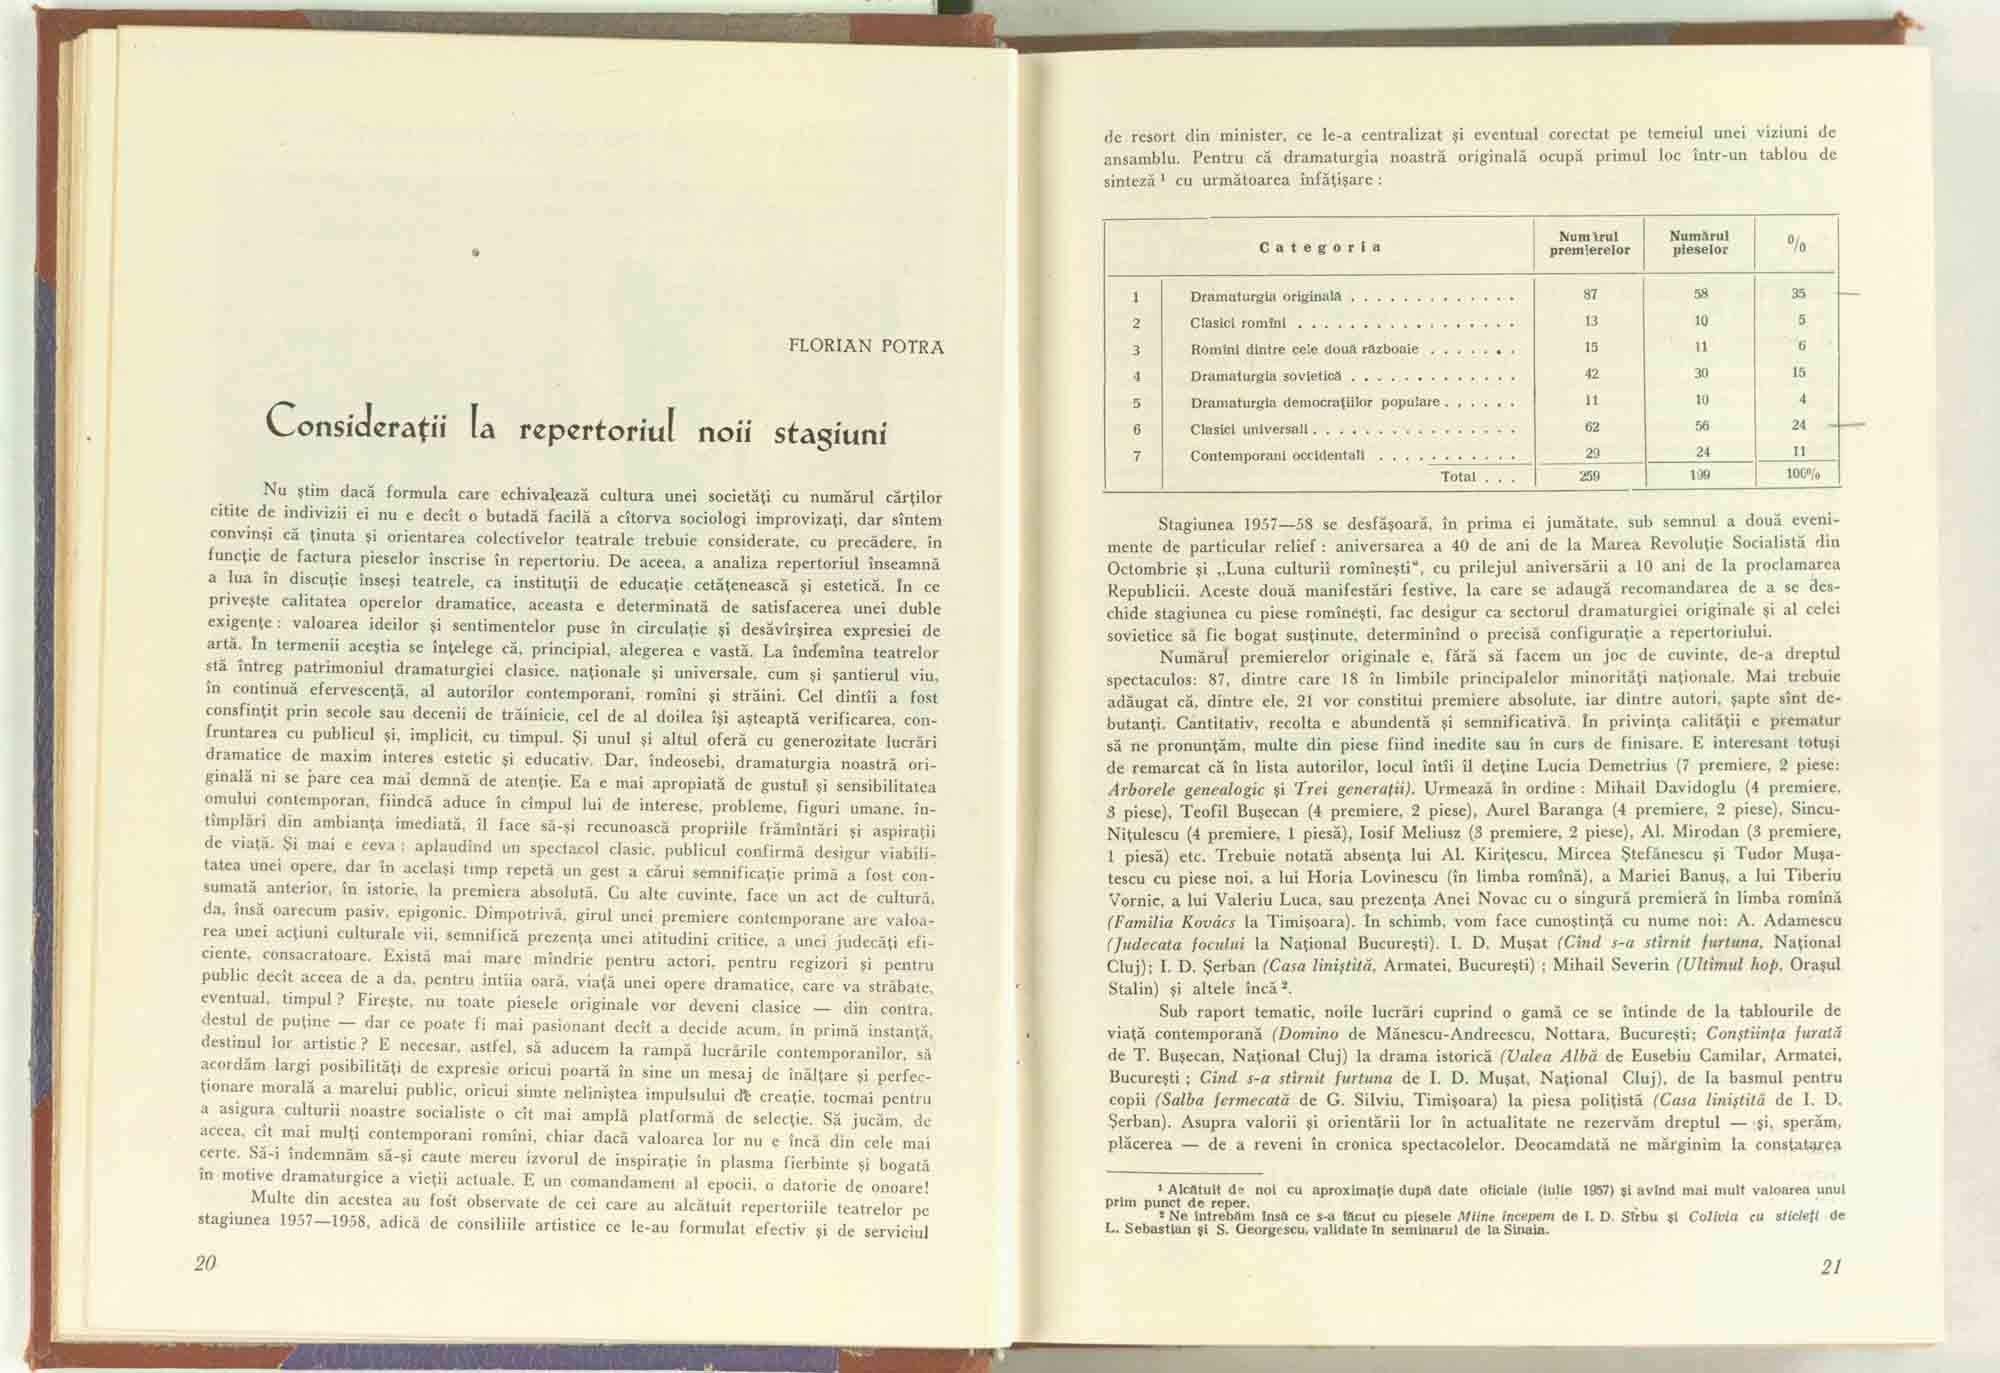 FLORIAN POTRA
Considerații la repertoriul noii stagiuni
Nu știm dacă formula care echivalează cultura unei societăți cu numărul cărților
citite de indivizii ei nu e decît o butadă facilă a cîtorva sociologi improvizați, dar sîntem
convinși că ținuta și orientarea colectivelor teatrale trebuie considerate, cu precădere, în
funcție de factura pieselor înscrise în repertoriu. De aceea, a analiza repertoriul înseamnă
a lua în discuție înseși teatrele, ca instituții de educație cetățenească și estetică. În ce
privește calitatea operelor dramatice, aceasta e determinată de satisfacerea unei duble
exigențe : valoarea ideilor și sentimentelor puse în circulație și desăvîrșirea expresiei de
artă. În termenii aceștia se înțelege că, principial, alegerea e vastă. La îndemîna teatrelor
stă întreg patrimoniul dramaturgiei clasice, naționale și universale, cum și șantierul viu,
în continuă efervescență, al autorilor contemporani, romîni și străini. Cel dintîi a fost
consfințit prin secole sau decenii de trăinicie, cel de al doilea își așteaptă verificarea, con-
fruntarea cu publicul și, implicit, cu timpul. Și unul și altul oferă cu generozitate lucrări
dramatice de maxim interes estetic și educativ. Dar, îndeosebi, dramaturgia noastră ori-
ginală ni se pare cea mai demnă de atenție. Ea e mai apropiată de gustul și sensibilitatea
omului contemporan, fiindcă aduce în cîmpul lui de interese, probleme, figuri umane, în-
tîmplări din ambianța imediată, îl face să-și recunoască propriile frămîntări și aspirații
de viață. Și mai e ceva : aplaudînd un spectacol clasic, publicul confirmă desigur viabili-
tatea unei opere, dar în același timp repetă un gest a cărui semnificație primă a fost con-
sumată anterior, în istorie, la premiera absolută. Cu alte cuvinte, face un act de cultură,
da, însă oarecum pasiv, epigonic. Dimpotrivă, girul unei premiere contemporane are valoa-
rea unei acțiuni culturale vii, semnifică prezența unei atitudini critice, a unei judecăți efi-
ciente, consacratoare. Există mai mare mîndrie pentru actori, pentru regizori și pentru
public decît aceea de a da, pentru întîia oară, viață unei opere dramatice, care va străbate,
eventual, timpul ? Firește, nu toate piesele originale vor deveni clasice — din contra,
destul de puține — dar ce poate fi mai pasionant decît a decide acum, în primă instanță,
destinul lor artistic ? E necesar, astfel, să aducem la rampă lucrările contemporanilor, să
acordăm largi posibilități de expresie oricui poartă în sine un mesaj de înălțare și perfec-
ționare morală a marelui public, oricui simte neliniștea impulsului de creație, tocmai pentru
a asigura culturii noastre socialiste o cît mai amplă platformă de selecție. Să jucăm, de
aceea, cît mai mulți contemporani romîni, chiar dacă valoarea lor nu e încă din cele mai
certe. Să-i îndemnăm să-și caute mereu izvorul de inspirație în plasma fierbinte și bogată
în motive dramaturgice a vieții actuale. E un comandament al epocii, o datorie de onoare!
Multe din acestea au fost observate de cei care au alcătuit repertoriile teatrelor pe
stagiunea 1957—1958, adică de consiliile artistice ce le-au formulat efectiv și de serviciul
20
de resort din minister, ce le-a centralizat și eventual corectat pe temeiul unei viziuni de
ansamblu. Pentru că dramaturgia noastră originală ocupă primul loc într-un tablou de
sinteză ¹ cu următoarea înfățișare :
Categoria Numărul premierelor Numărul pieselor %
1 Dramaturgia originală . . . . . . . . . . . . . 87 58 35
2 Clasici romîni . . . . . . . . . . . . . . . . . 13 10 5
3 Romîni dintre cele două războaie . . . . . . . 15 11 6
4 Dramaturgia sovietică . . . . . . . . . . . . . 42 30 15
5 Dramaturgia democrațiilor populare . . . . . . 11 10 4
6 Clasici universali . . . . . . . . . . . . . . . . 62 56 24
7 Contemporani occidentali . . . . . . . . . . . 29 24 11
Total . . . 259 199 100%
Stagiunea 1957—58 se desfășoară, în prima ei jumătate, sub semnul a două eveni-
mente de particular relief : aniversarea a 40 de ani de la Marea Revoluție Socialistă din
Octombrie și „Luna culturii romînești“, cu prilejul aniversării a 10 ani de la proclamarea
Republicii. Aceste două manifestări festive, la care se adaugă recomandarea de a se des-
chide stagiunea cu piese romînești, fac desigur ca sectorul dramaturgiei originale și al celei
sovietice să fie bogat susținute, determinînd o precisă configurație a repertoriului.
Numărul premierelor originale e, fără să facem un joc de cuvinte, de-a dreptul
spectaculos: 87, dintre care 18 în limbile principalelor minorități naționale. Mai trebuie
adăugat că, dintre ele, 21 vor constitui premiere absolute, iar dintre autori, șapte sînt de-
butanți. Cantitativ, recolta e abundentă și semnificativă. În privința calității e prematur
să ne pronunțăm, multe din piese fiind inedite sau în curs de finisare. E interesant totuși
de remarcat că în lista autorilor, locul întîi îl deține Lucia Demetrius (7 premiere, 2 piese:
Arborele genealogic și Trei generații). Urmează în ordine : Mihail Davidoglu (4 premiere,
3 piese), Teofil Bușecan (4 premiere, 2 piese), Aurel Baranga (4 premiere, 2 piese), Sincu-
Nițulescu (4 premiere, 1 piesă), Iosif Meliusz (3 premiere, 2 piese), Al. Mirodan (3 premiere,
1 piesă) etc. Trebuie notată absența lui Al. Kirițescu, Mircea Ștefănescu și Tudor Mușa-
tescu cu piese noi, a lui Horia Lovinescu (în limba romînă), a Mariei Banuș, a lui Tiberiu
Vornic, a lui Valeriu Luca, sau prezența Anei Novac cu o singură premieră în limba romînă
(Familia Kovács la Timișoara). În schimb, vom face cunoștință cu nume noi: A. Adamescu
(Judecata focului la Național București). I. D. Mușat (Cînd s-a stîrnit furtuna, Național
Cluj); I. D. Șerban (Casa liniștită, Armatei, București) ; Mihail Severin (Ultimul hop, Orașul
Stalin) și altele încă ².
Sub raport tematic, noile lucrări cuprind o gamă ce se întinde de la tablourile de
viață contemporană (Domino de Mănescu-Andreescu, Nottara, București; Conștiința furată
de T. Bușecan, Național Cluj) la drama istorică (Valea Albă de Eusebiu Camilar, Armatei,
București ; Cînd s-a stîrnit furtuna de I. D. Mușat, Național Cluj), de la basmul pentru
copii (Salba fermecată de G. Silviu, Timișoara) la piesa polițistă (Casa liniștită de I. D.
Șerban). Asupra valorii și orientării lor în actualitate ne rezervăm dreptul — și, sperăm,
plăcerea — de a reveni în cronica spectacolelor. Deocamdată ne mărginim la constatarea
¹ Alcătuit de noi cu aproximație după date oficiale (iulie 1957) și avînd mai mult valoarea unui
prim punct de reper.
² Ne întrebăm însă ce s-a făcut cu piesele Mîine începem de I. D. Sîrbu și Colivia cu sticleți de
L. Sebastian și S. Georgescu, validate în seminarul de la Sinaia.
21